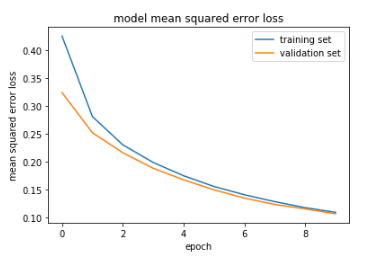 model mean squared error loss
training set
validation set
mean squared error loss
0.40
0.35
0.30
0.25
0.20
0.15
0.10
0 2 4 6 8
epoch